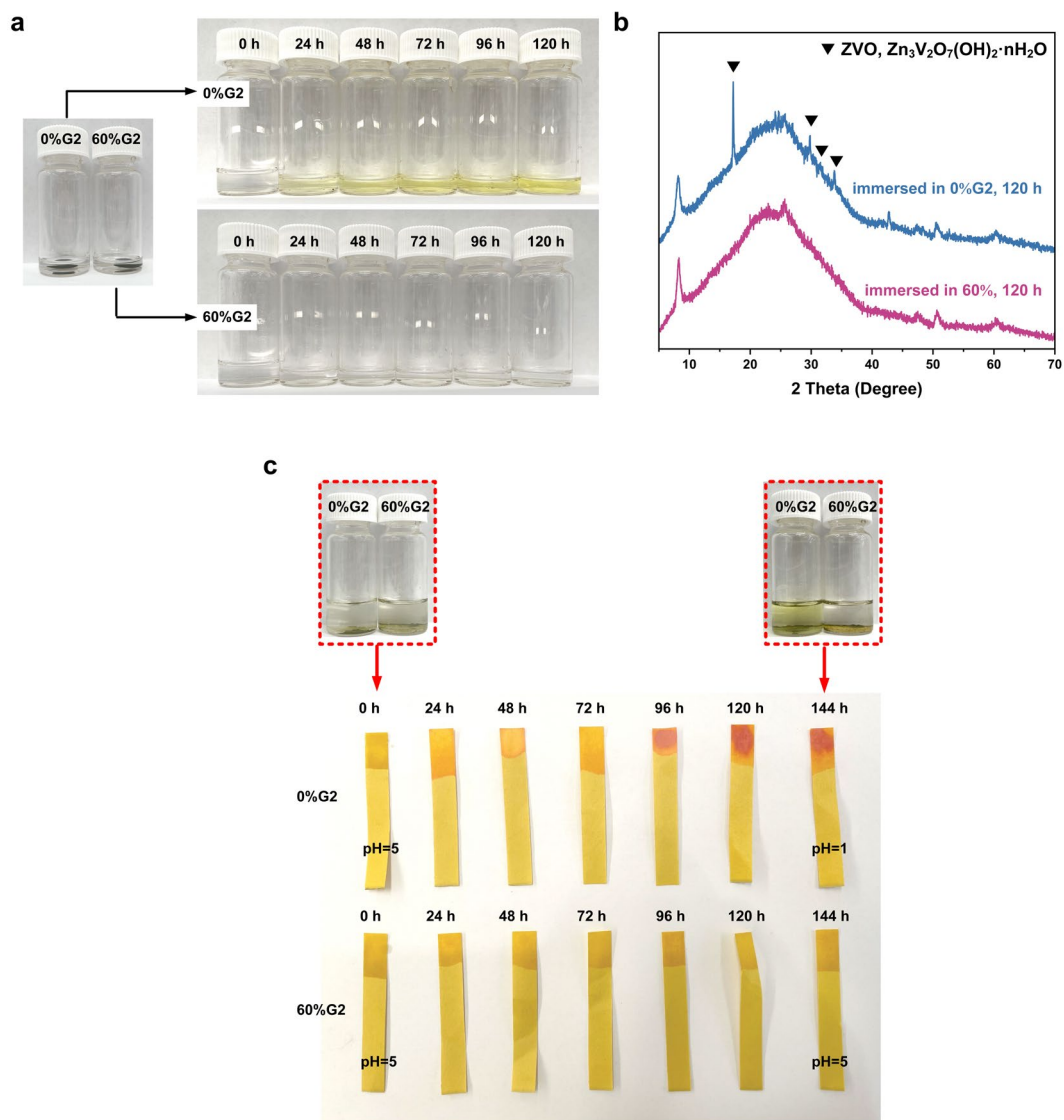 a
0 h 24 h 48 h 72 h 96 h 120 h
0%G2
0%G2 60%G2
0 h 24 h 48 h 72 h 96 h 120 h
60%G2
b
▼ ZVO, Zn₃V₂O₇(OH)₂·nH₂O
immersed in 0%G2, 120 h
immersed in 60%, 120 h
10 20 30 40 50 60 70
2 Theta (Degree)
c
0%G2 60%G2
0%G2 60%G2
0 h 24 h 48 h 72 h 96 h 120 h 144 h
0%G2
pH=5 pH=1
0 h 24 h 48 h 72 h 96 h 120 h 144 h
60%G2
pH=5 pH=5